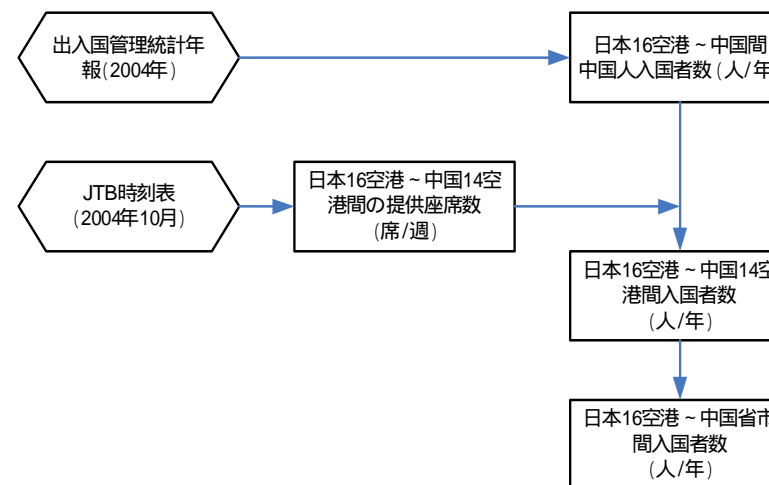 出入国管理統計年
報(2004年)
日本16空港~中国間
中国人入国者数(人/年
JTB時刻表
(2004年10月)
日本16空港~中国14空
港間の提供座席数
(席/週)
日本16空港~中国14空
港間入国者数
(人/年)
日本16空港~中国省市
間入国者数
(人/年)